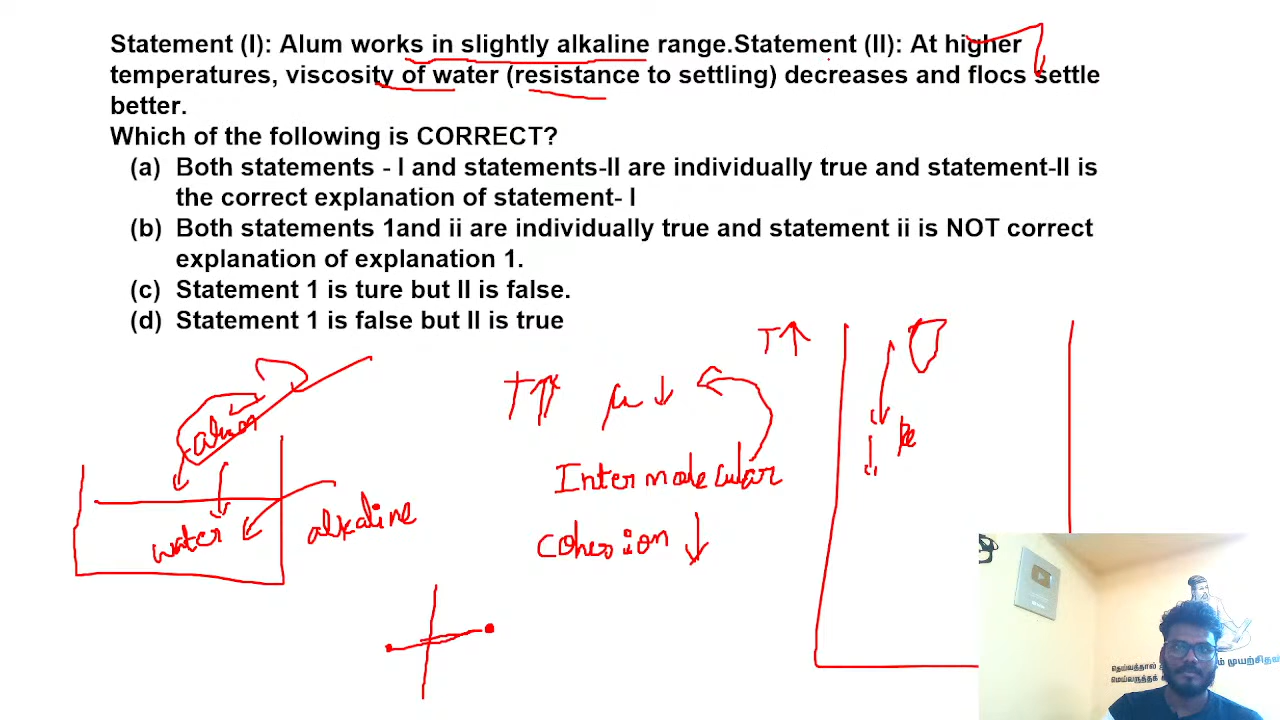 Statement (I): Alum works in slightly alkaline range.Statement (II): At higher
temperatures, viscosity of water (resistance to settling) decreases and flocs settle
better.
Which of the following is CORRECT?
(a) Both statements - I and statements-II are individually true and statement-II is
the correct explanation of statement- I
(b) Both statements 1and ii are individually true and statement ii is NOT correct
explanation of explanation 1.
(c) Statement 1 is ture but II is false.
(d) Statement 1 is false but II is true
T↑
T↑↑ μ↓
alum
Intermolecular
water alkaline
Cohesion ↓
தெய்வத்தால்
முயற்சிதன்